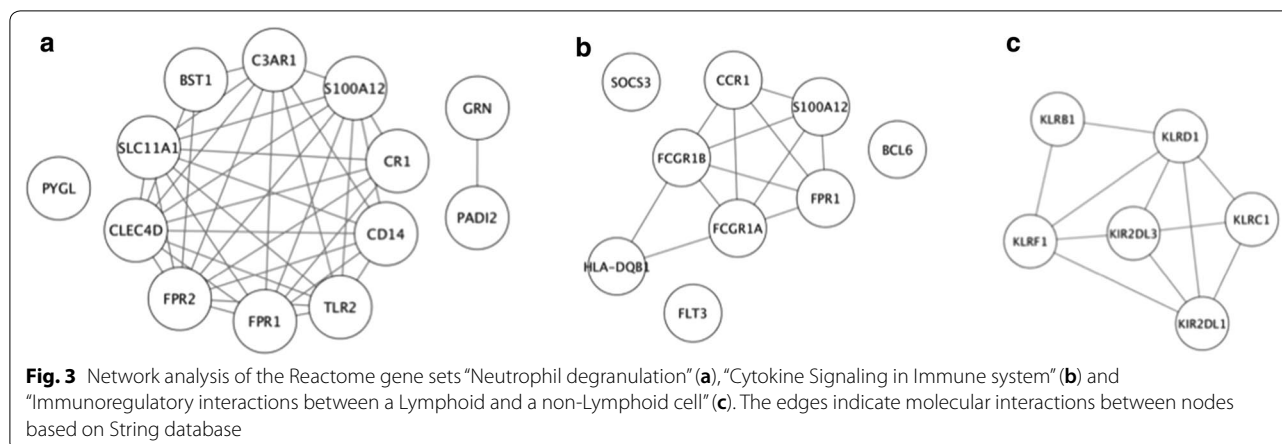 a
C3AR1
BST1
S100A12
GRN
SLC11A1
CR1
PYGL
PADI2
CLEC4D
CD14
FPR2
TLR2
FPR1
b
SOCS3
CCR1
S100A12
BCL6
FCGR1B
FPR1
FCGR1A
HLA-DQB1
FLT3
c
KLRB1
KLRD1
KLRC1
KIR2DL3
KLRF1
KIR2DL1
Fig. 3 Network analysis of the Reactome gene sets “Neutrophil degranulation” (a), “Cytokine Signaling in Immune system” (b) and
“Immunoregulatory interactions between a Lymphoid and a non-Lymphoid cell” (c). The edges indicate molecular interactions between nodes
based on String database